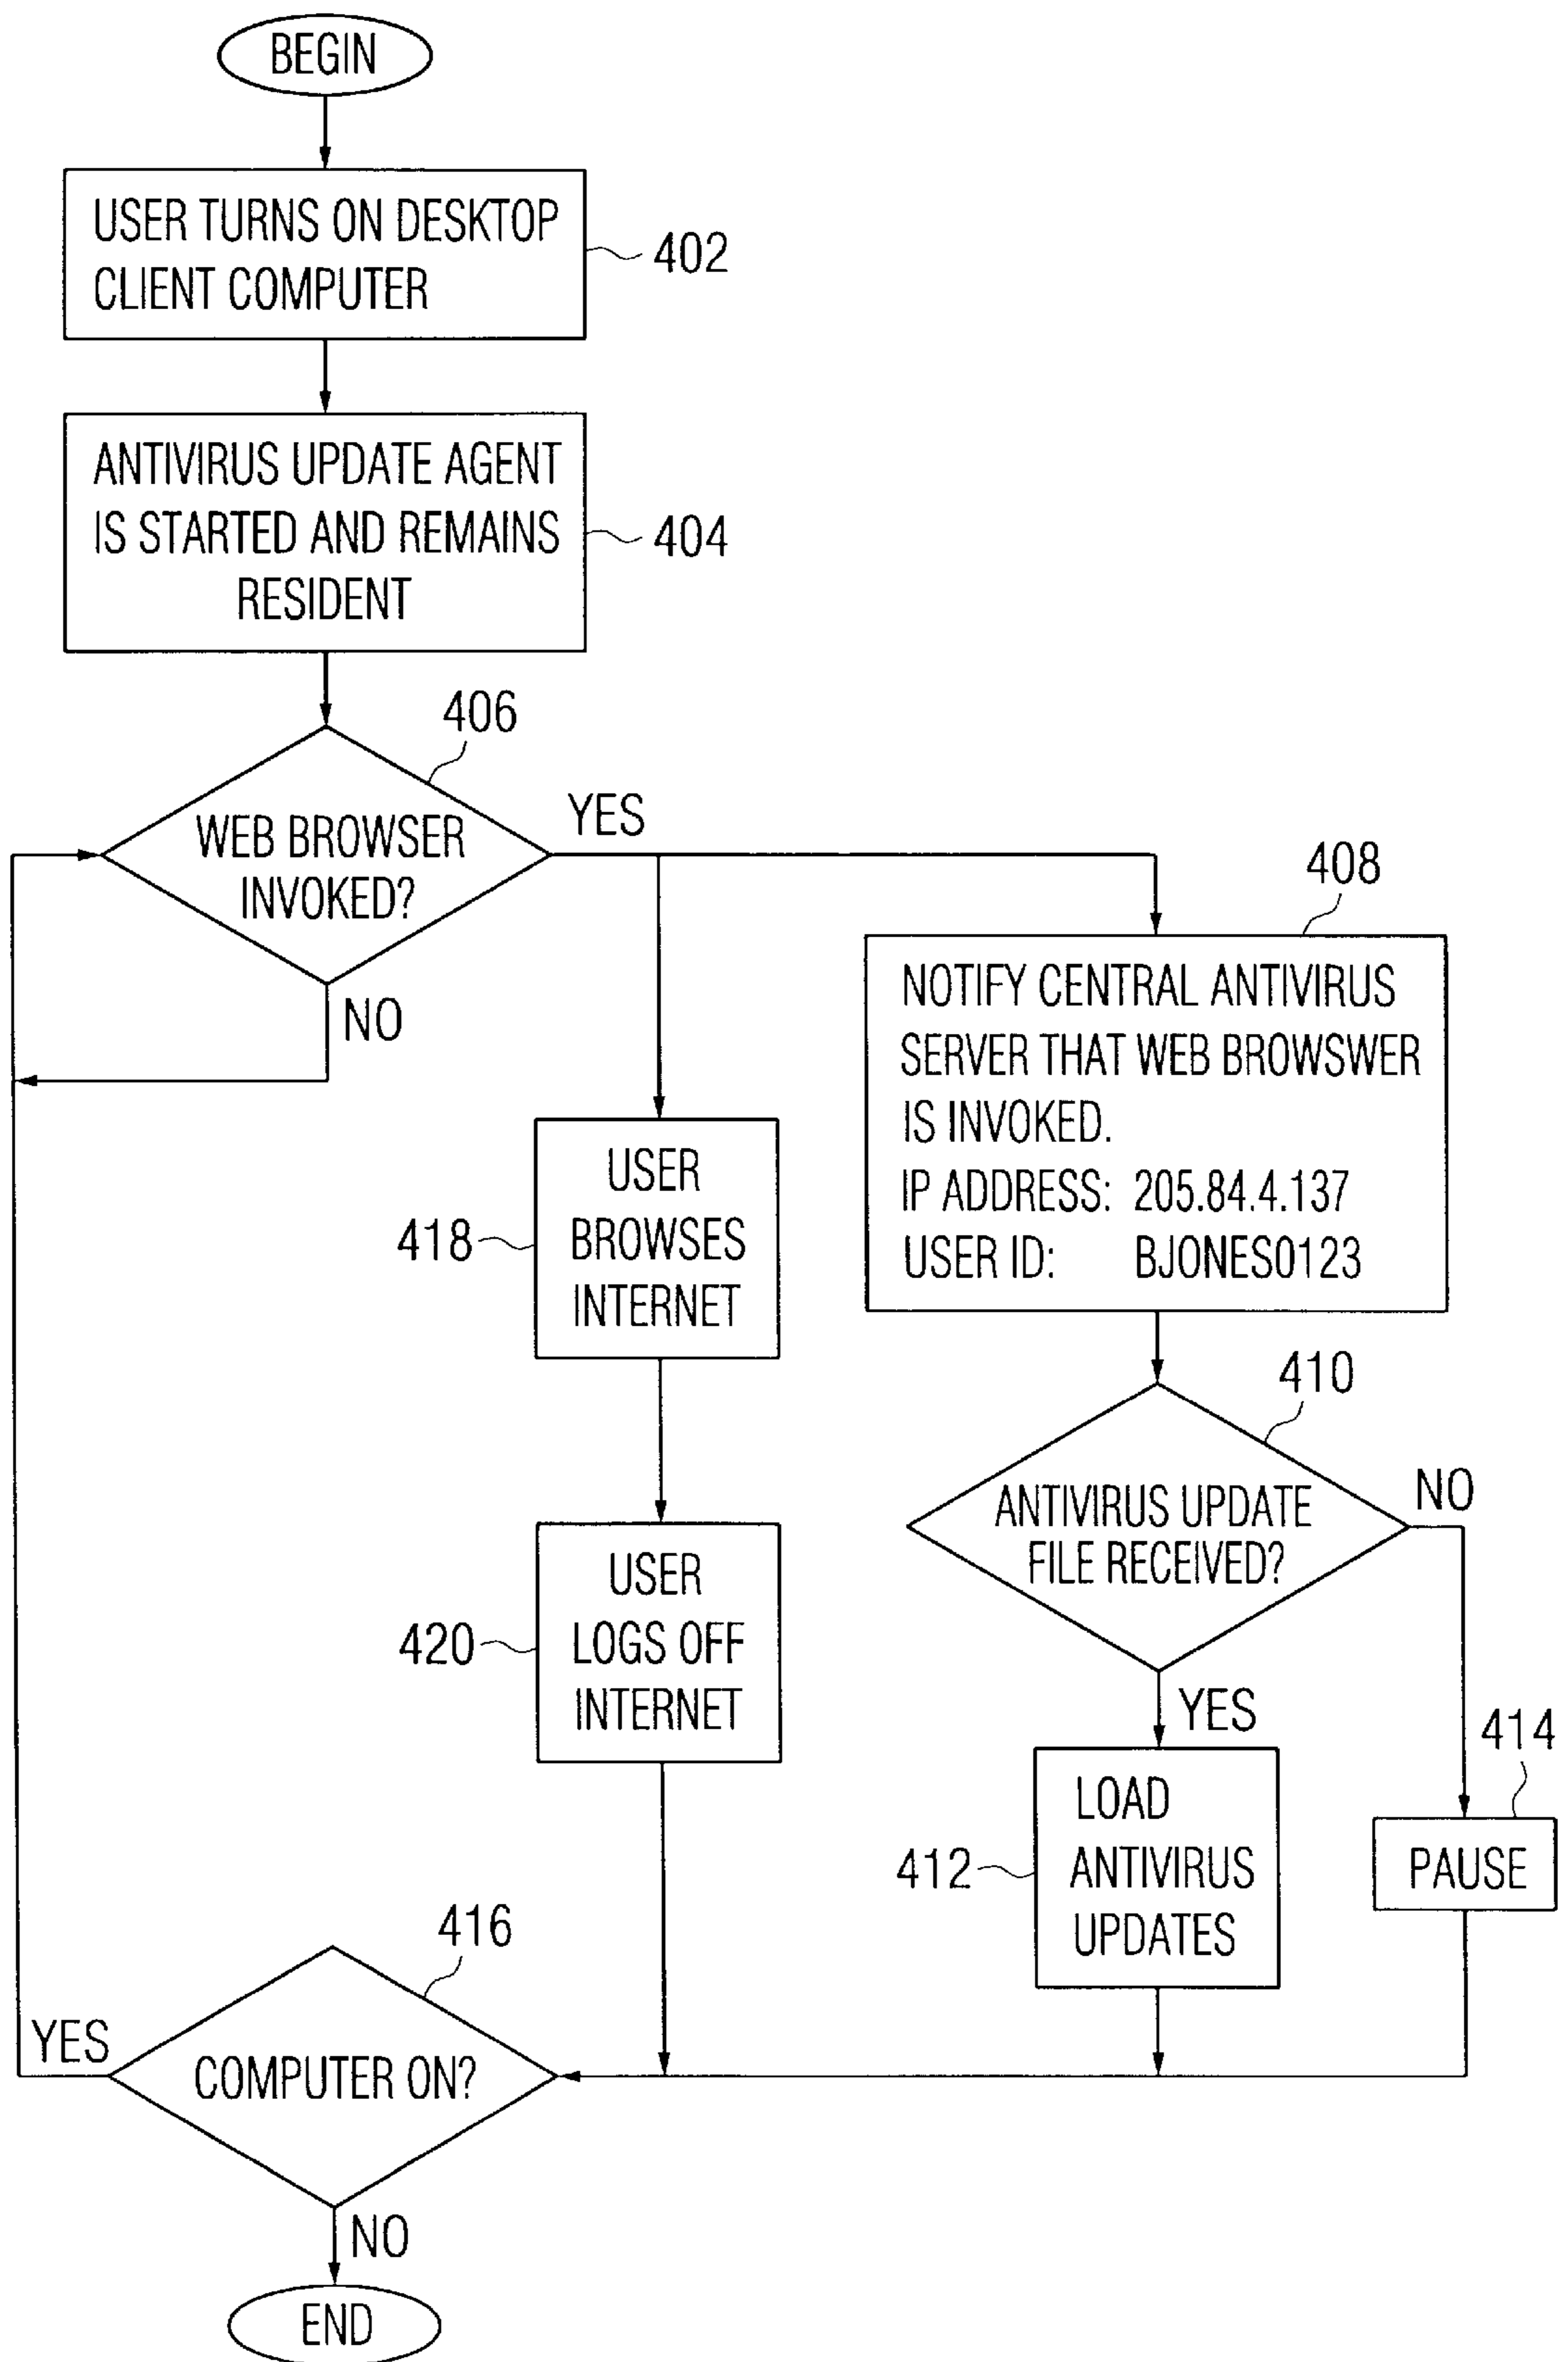 BEGIN
USER TURNS ON DESKTOP
CLIENT COMPUTER
402
ANTIVIRUS UPDATE AGENT
IS STARTED AND REMAINS
RESIDENT
404
406
WEB BROWSER
INVOKED?
YES
NO
408
NOTIFY CENTRAL ANTIVIRUS
SERVER THAT WEB BROWSWER
IS INVOKED.
IP ADDRESS: 205.84.4.137
USER ID: BJONES0123
418
USER
BROWSES
INTERNET
410
ANTIVIRUS UPDATE
FILE RECEIVED?
NO
YES
420
USER
LOGS OFF
INTERNET
412
LOAD
ANTIVIRUS
UPDATES
414
PAUSE
416
COMPUTER ON?
YES
NO
END